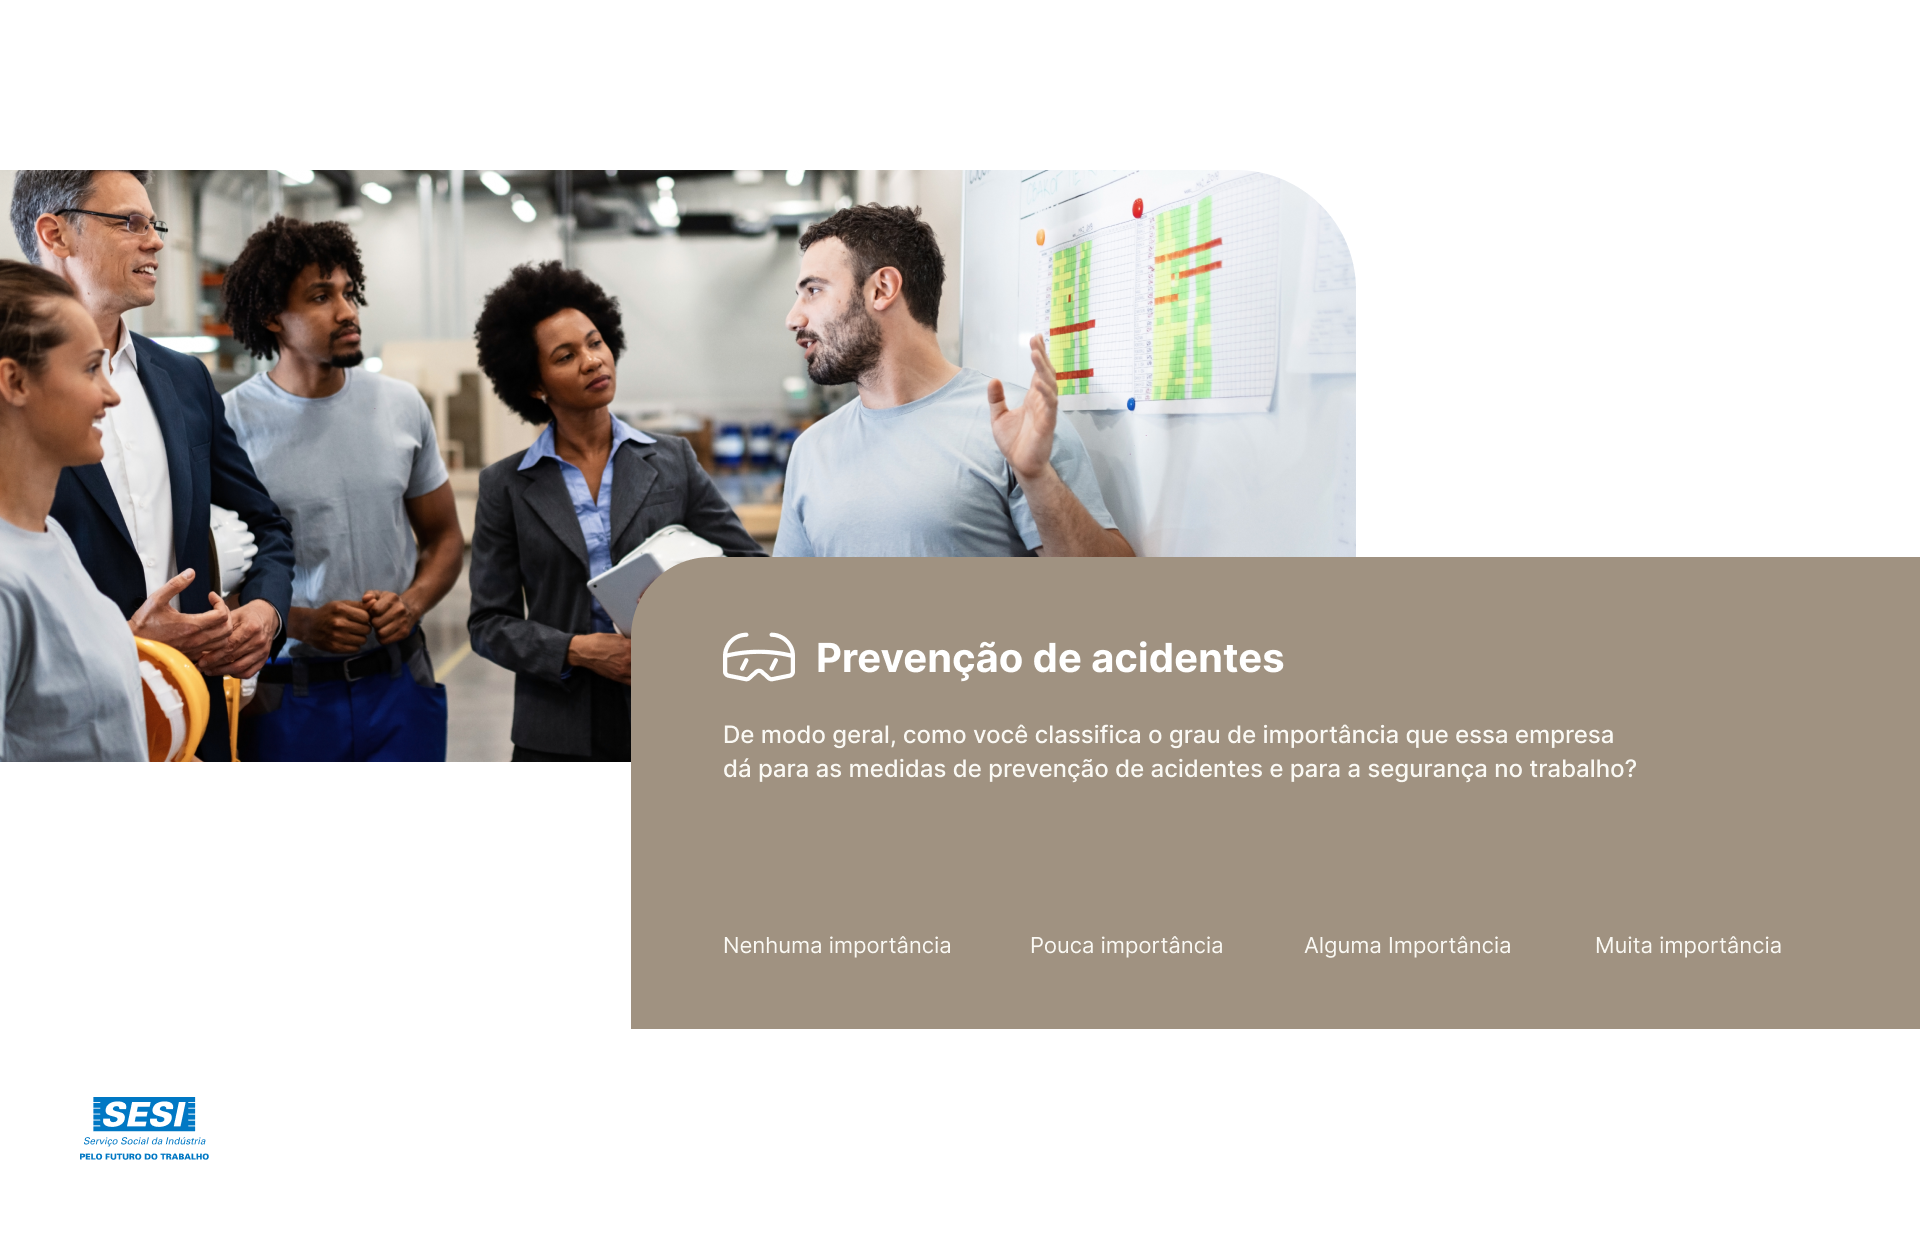 Prevenção de acidentes
De modo geral, como você classifica o grau de importância que essa empresa
dá para as medidas de prevenção de acidentes e para a segurança no trabalho?
Nenhuma importância Pouca importância Alguma Importância Muita importância
SESI
Serviço Social da Indústria
PELO FUTURO DO TRABALHO